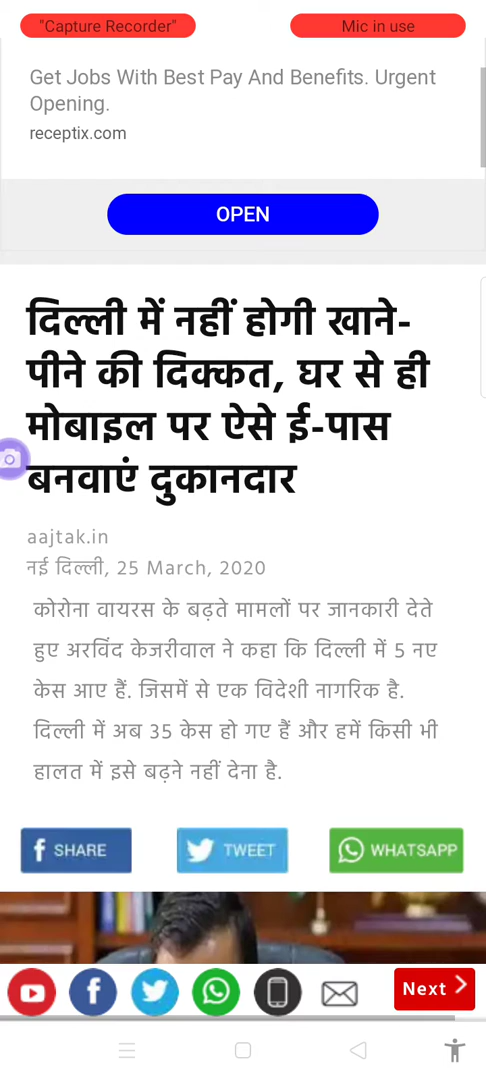 "Capture Recorder"
Mic in use
Get Jobs With Best Pay And Benefits. Urgent
Opening.
receptix.com
OPEN
दिल्ली में नहीं होगी खाने-
पीने की दिक्कत, घर से ही
मोबाइल पर ऐसे ई-पास
बनवाएं दुकानदार
aajtak.in
नई दिल्ली, 25 March, 2020
कोरोना वायरस के बढ़ते मामलों पर जानकारी देते
हुए अरविंद केजरीवाल ने कहा कि दिल्ली में 5 नए
केस आए हैं. जिसमें से एक विदेशी नागरिक है.
दिल्ली में अब 35 केस हो गए हैं और हमें किसी भी
हालत में इसे बढ़ने नहीं देना है.
SHARE
TWEET
WHATSAPP
Next